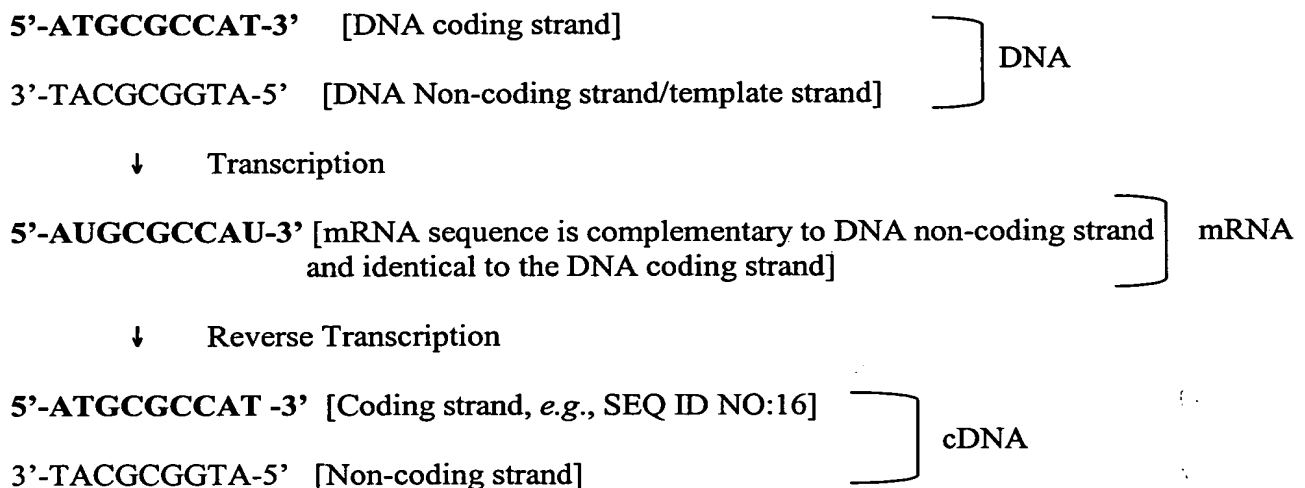 5’-ATGCGCCAT-3’ [DNA coding strand]
DNA
3’-TACGCGGTA-5’ [DNA Non-coding strand/template strand]
↓ Transcription
5’-AUGCGCCAU-3’ [mRNA sequence is complementary to DNA non-coding strand mRNA
and identical to the DNA coding strand]
↓ Reverse Transcription
5’-ATGCGCCAT -3’ [Coding strand, e.g., SEQ ID NO:16]
cDNA
3’-TACGCGGTA-5’ [Non-coding strand]